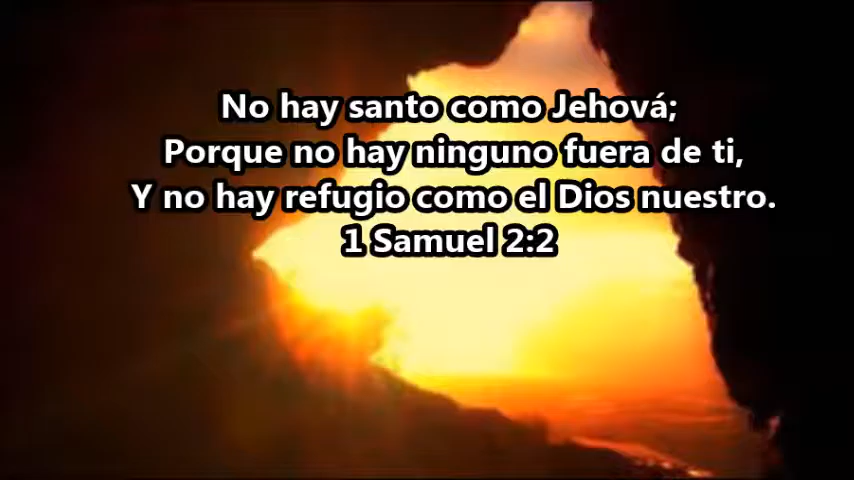 No hay santo como Jehová;
Porque no hay ninguno fuera de ti,
Y no hay refugio como el Dios nuestro.
1 Samuel 2:2